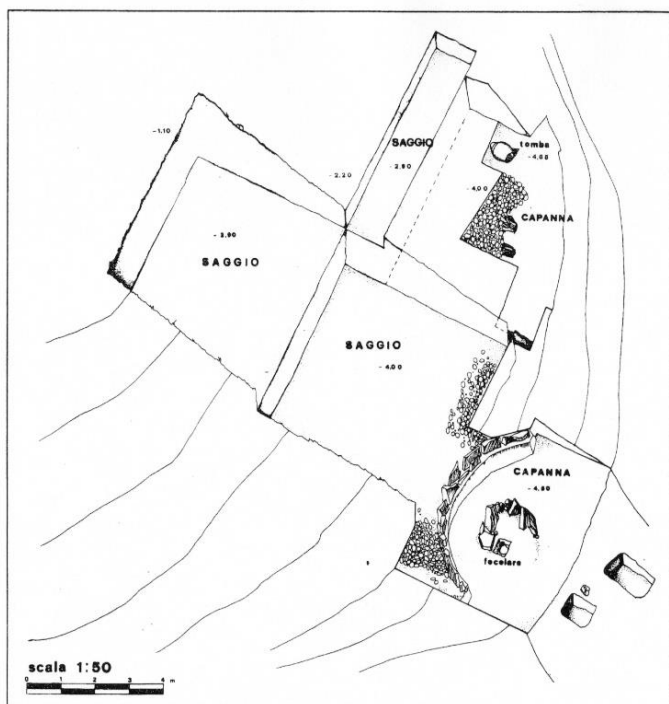 -1.10
-2.20
SAGGIO
-2.80
tomba
-4.88
-4.00
CAPANNA
-3.90
SAGGIO
SAGGIO
-4.00
CAPANNA
-4.80
focolare
scala 1:50
0 1 2 3 4 m